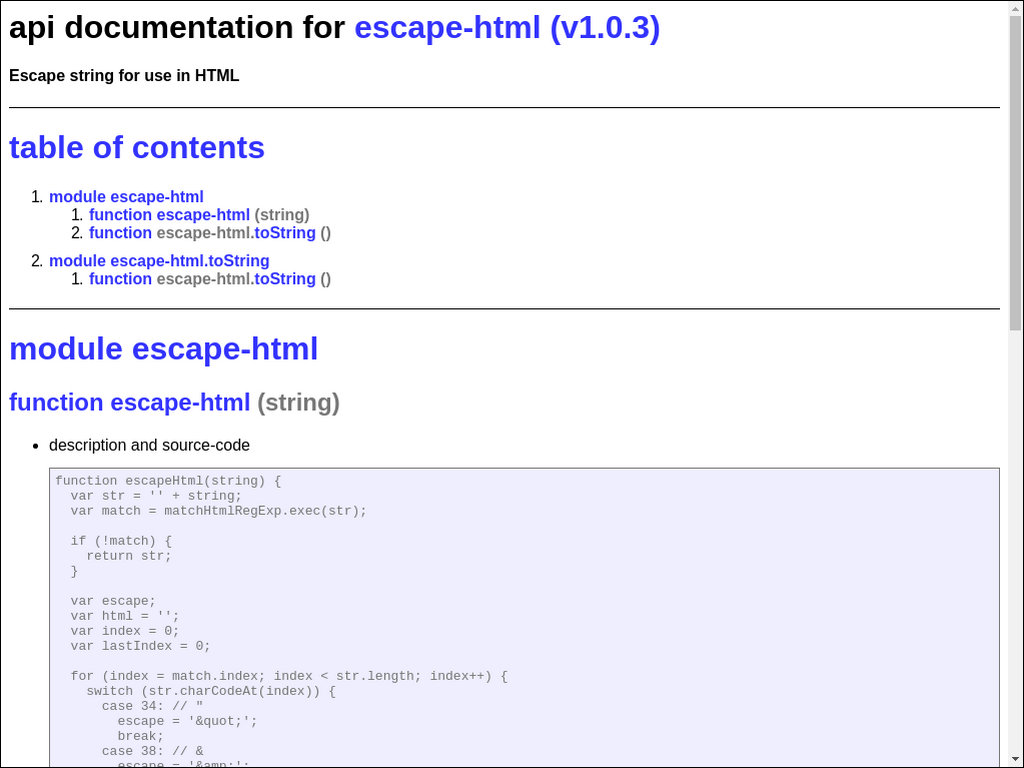 api documentation for escape-html (v1.0.3)
Escape string for use in HTML
table of contents
1. module escape-html
1. function escape-html (string)
2. function escape-html.toString ()
2. module escape-html.toString
1. function escape-html.toString ()
module escape-html
function escape-html (string)
• description and source-code
function escapeHtml(string) {
  var str = '' + string;
  var match = matchHtmlRegExp.exec(str);
  if (!match) {
    return str;
  }
  var escape;
  var html = '';
  var index = 0;
  var lastIndex = 0;
  for (index = match.index; index < str.length; index++) {
    switch (str.charCodeAt(index)) {
      case 34: // "
        escape = '&quot;';
        break;
      case 38: // &
        escape = '&amp;';